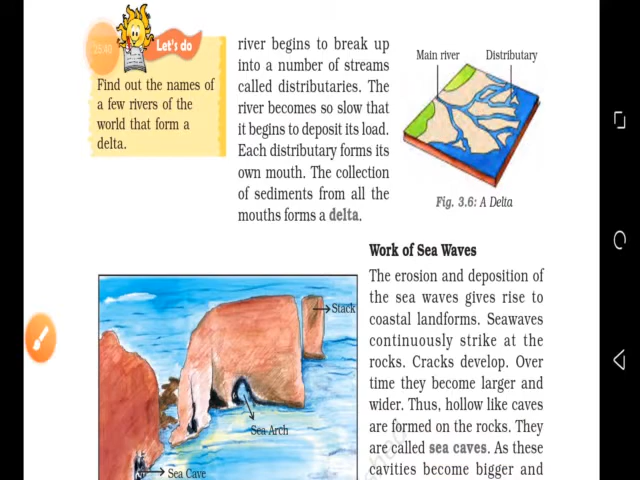 25:40
Let's do
Find out the names of
a few rivers of the
world that form a
delta.
river begins to break up
into a number of streams
called distributaries. The
river becomes so slow that
it begins to deposit its load.
Each distributary forms its
own mouth. The collection
of sediments from all the
mouths forms a delta.
Main river
Distributary
Fig. 3.6: A Delta
Work of Sea Waves
The erosion and deposition of
the sea waves gives rise to
coastal landforms. Seawaves
continuously strike at the
rocks. Cracks develop. Over
time they become larger and
wider. Thus, hollow like caves
are formed on the rocks. They
are called sea caves. As these
cavities become bigger and
Stack
Sea Arch
Sea Cave